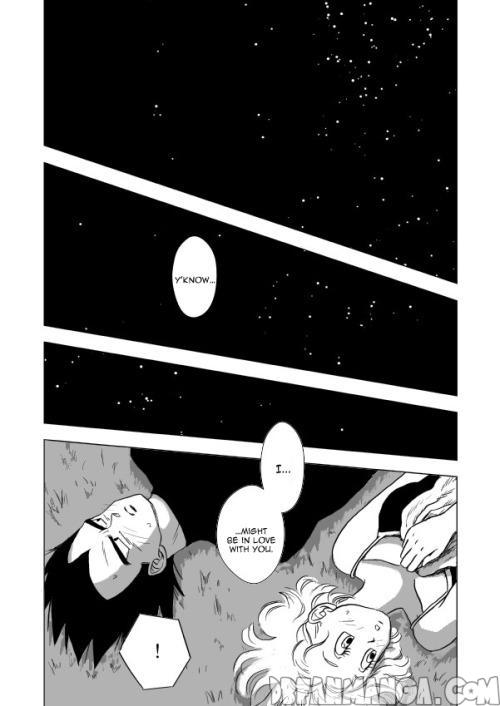 Y'KNOW...
I...
...MIGHT
BE IN LOVE
WITH YOU.
!
DREAMMANGA.COM